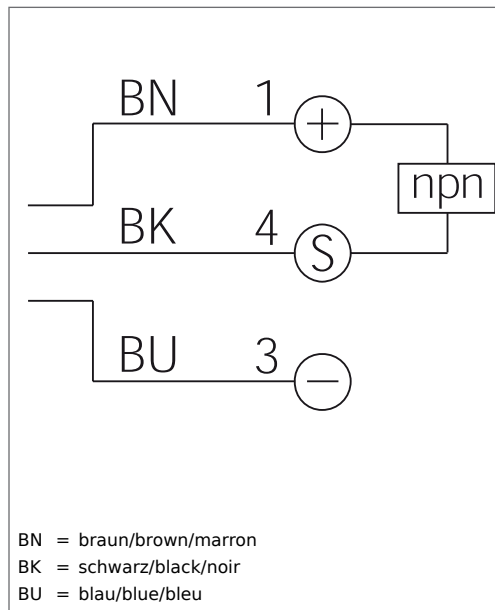 BN 1 +
npn
BK 4 S
BU 3 −
BN = braun/brown/marron
BK = schwarz/black/noir
BU = blau/blue/bleu